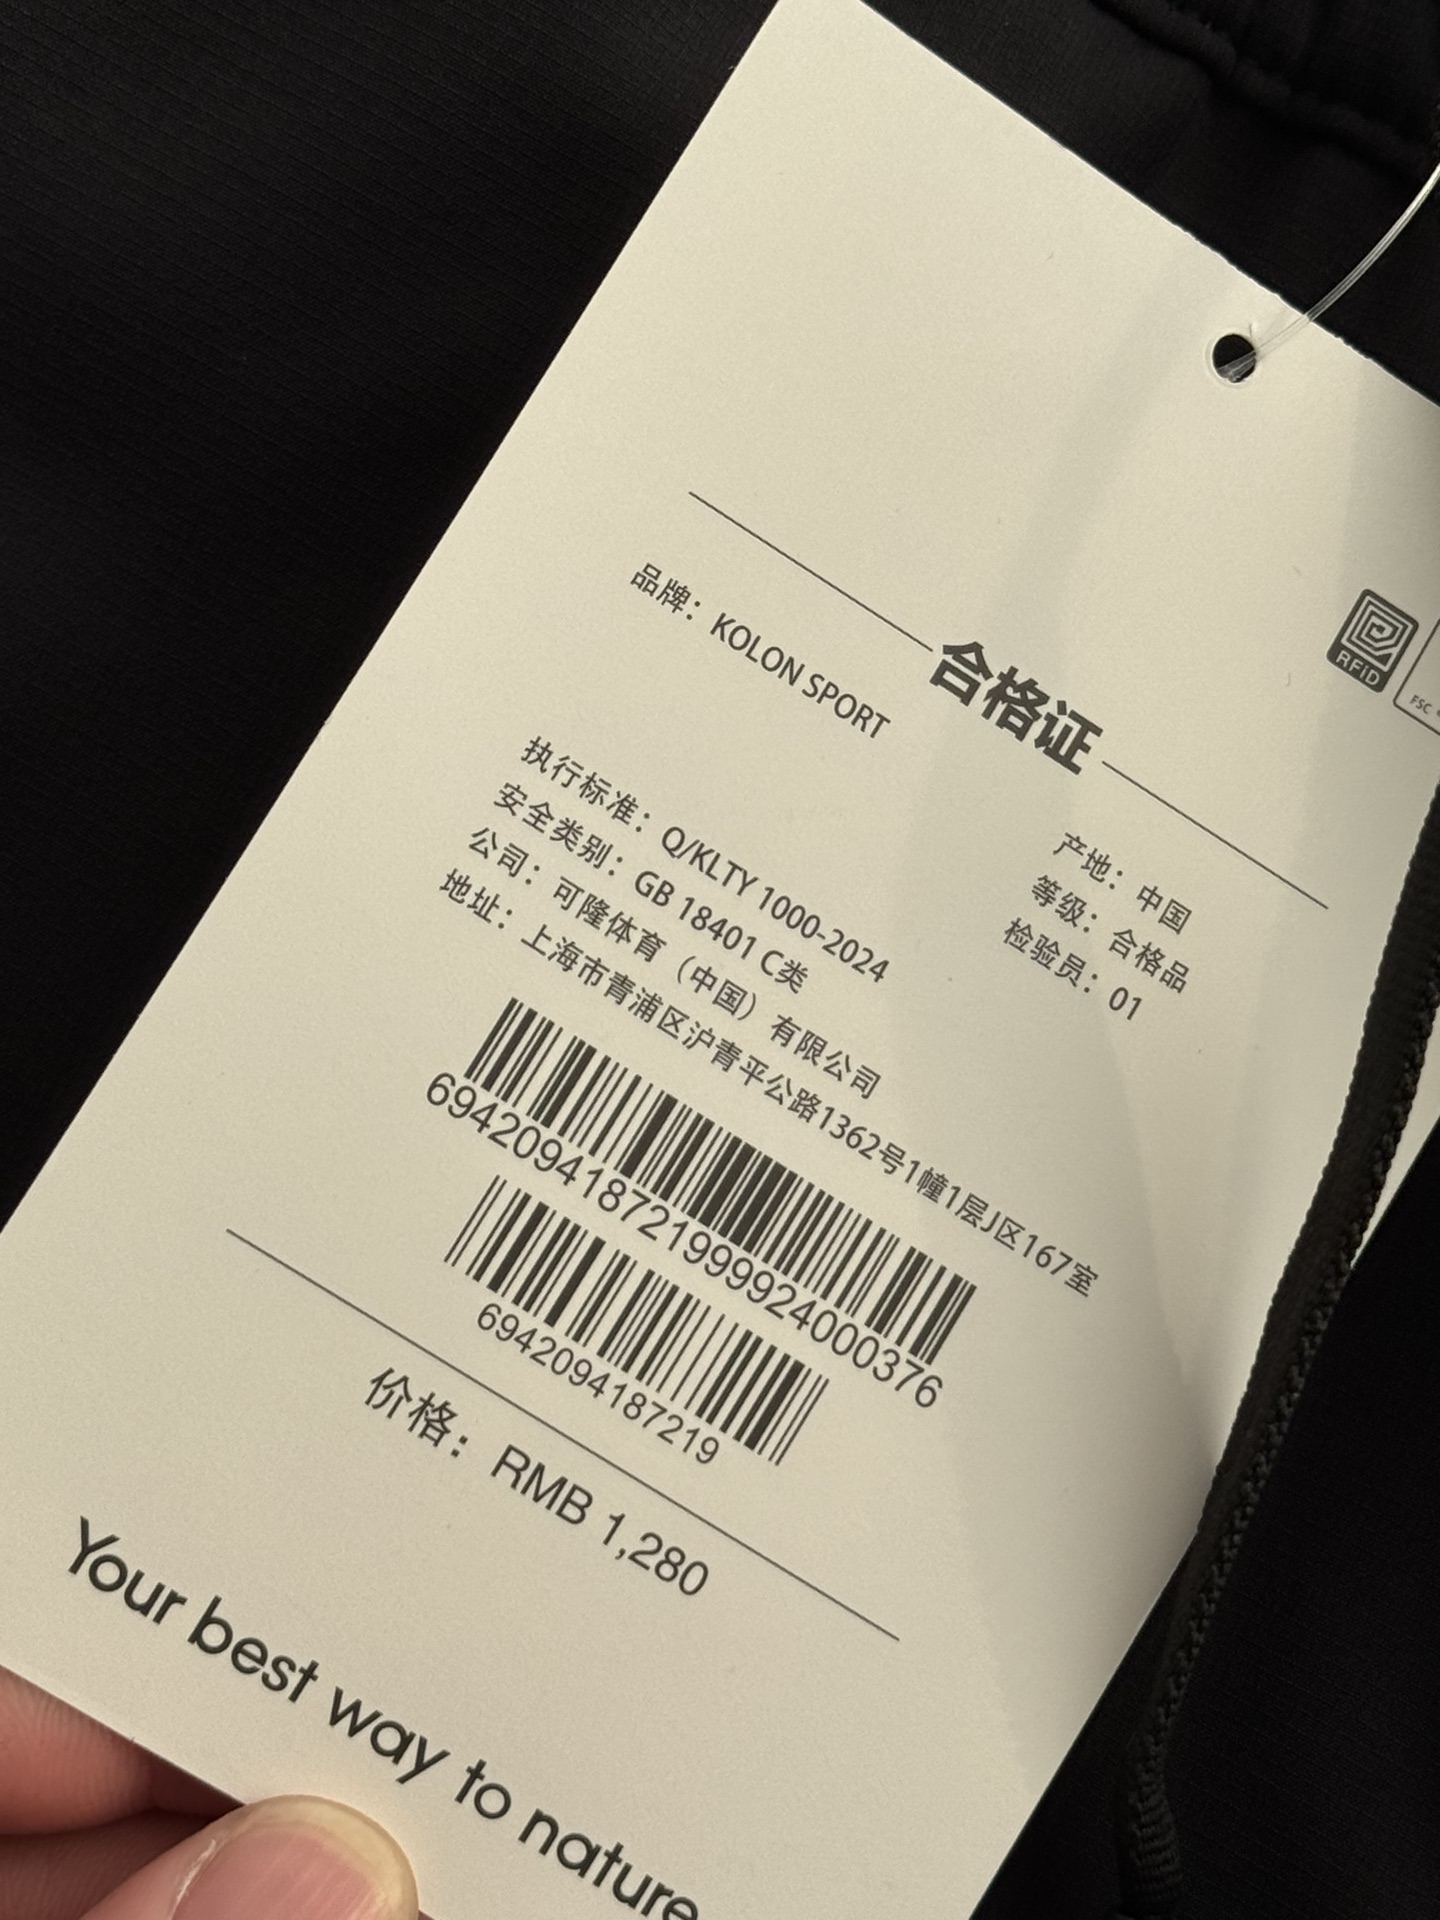 合格证
RFiD
FSC
品牌：KOLON SPORT
执行标准：Q/KLTY 1000-2024
产地：中国
安全类别：GB 18401 C类
等级：合格品
公司：可隆体育（中国）有限公司
检验员：01
地址：上海市青浦区沪青平公路1362号1幢1层J区167室
6942094187219999924000376
6942094187219
价格：RMB 1,280
Your best way to nature